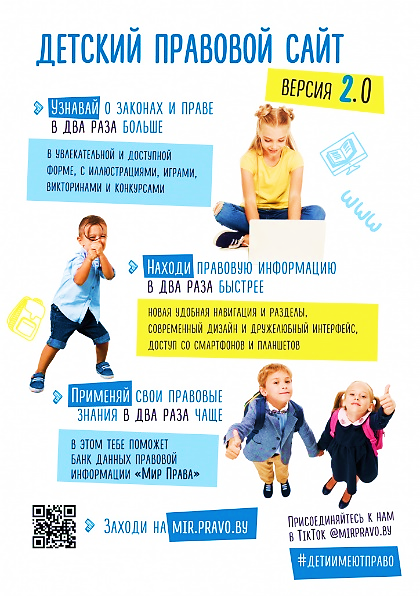 ДЕТСКИЙ ПРАВОВОЙ САЙТ
ВЕРСИЯ 2.0
УЗНАВАЙ О ЗАКОНАХ И ПРАВЕ
В ДВА РАЗА БОЛЬШЕ
В УВЛЕКАТЕЛЬНОЙ И ДОСТУПНОЙ
ФОРМЕ, С ИЛЛЮСТРАЦИЯМИ, ИГРАМИ,
ВИКТОРИНАМИ И КОНКУРСАМИ
WWW
НАХОДИ ПРАВОВУЮ ИНФОРМАЦИЮ
В ДВА РАЗА БЫСТРЕЕ
НОВАЯ УДОБНАЯ НАВИГАЦИЯ И РАЗДЕЛЫ,
СОВРЕМЕННЫЙ ДИЗАЙН И ДРУЖЕЛЮБНЫЙ ИНТЕРФЕЙС,
ДОСТУП СО СМАРТФОНОВ И ПЛАНШЕТОВ
ПРИМЕНЯЙ СВОИ ПРАВОВЫЕ
ЗНАНИЯ В ДВА РАЗА ЧАЩЕ
В ЭТОМ ТЕБЕ ПОМОЖЕТ
БАНК ДАННЫХ ПРАВОВОЙ
ИНФОРМАЦИИ «МИР ПРАВА»
ЗАХОДИ НА MIR.PRAVO.BY
ПРИСОЕДИНЯЙТЕСЬ К НАМ
В TIKTOK @MIRPRAVO.BY
#ДЕТИИМЕЮТПРАВО